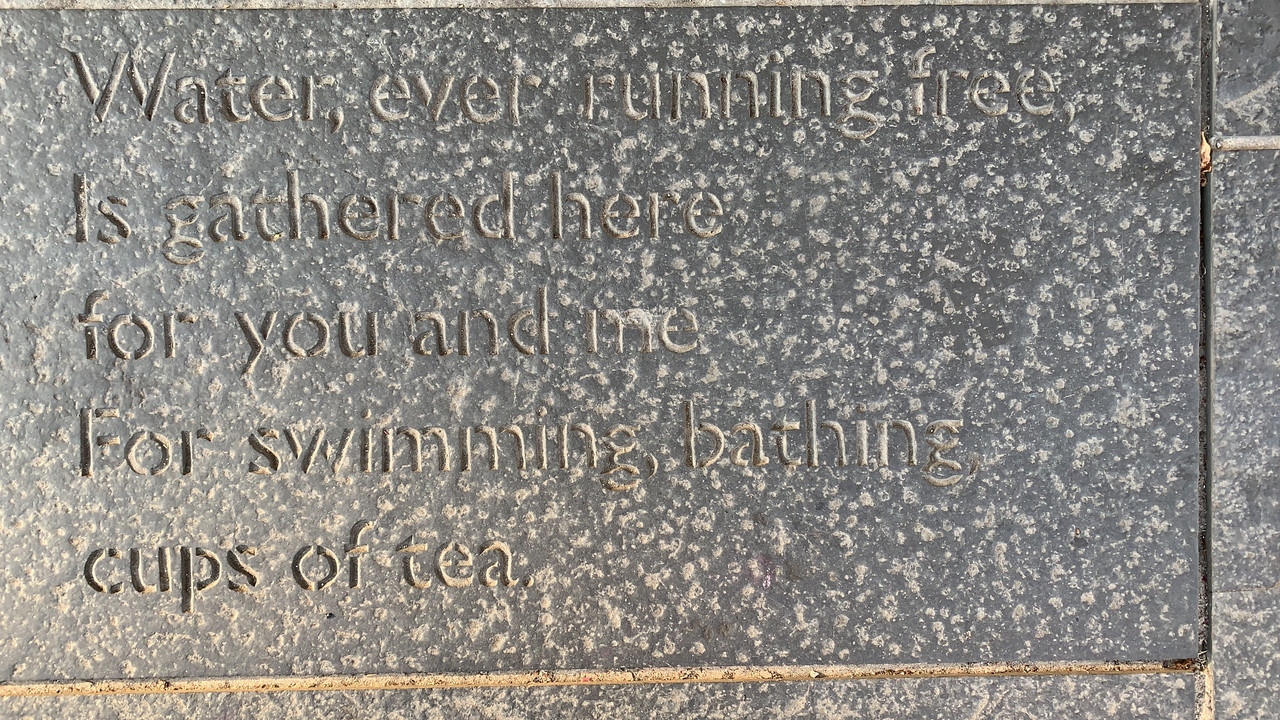 Water, ever running free,
Is gathered here
for you and me
For swimming, bathing,
cups of tea.